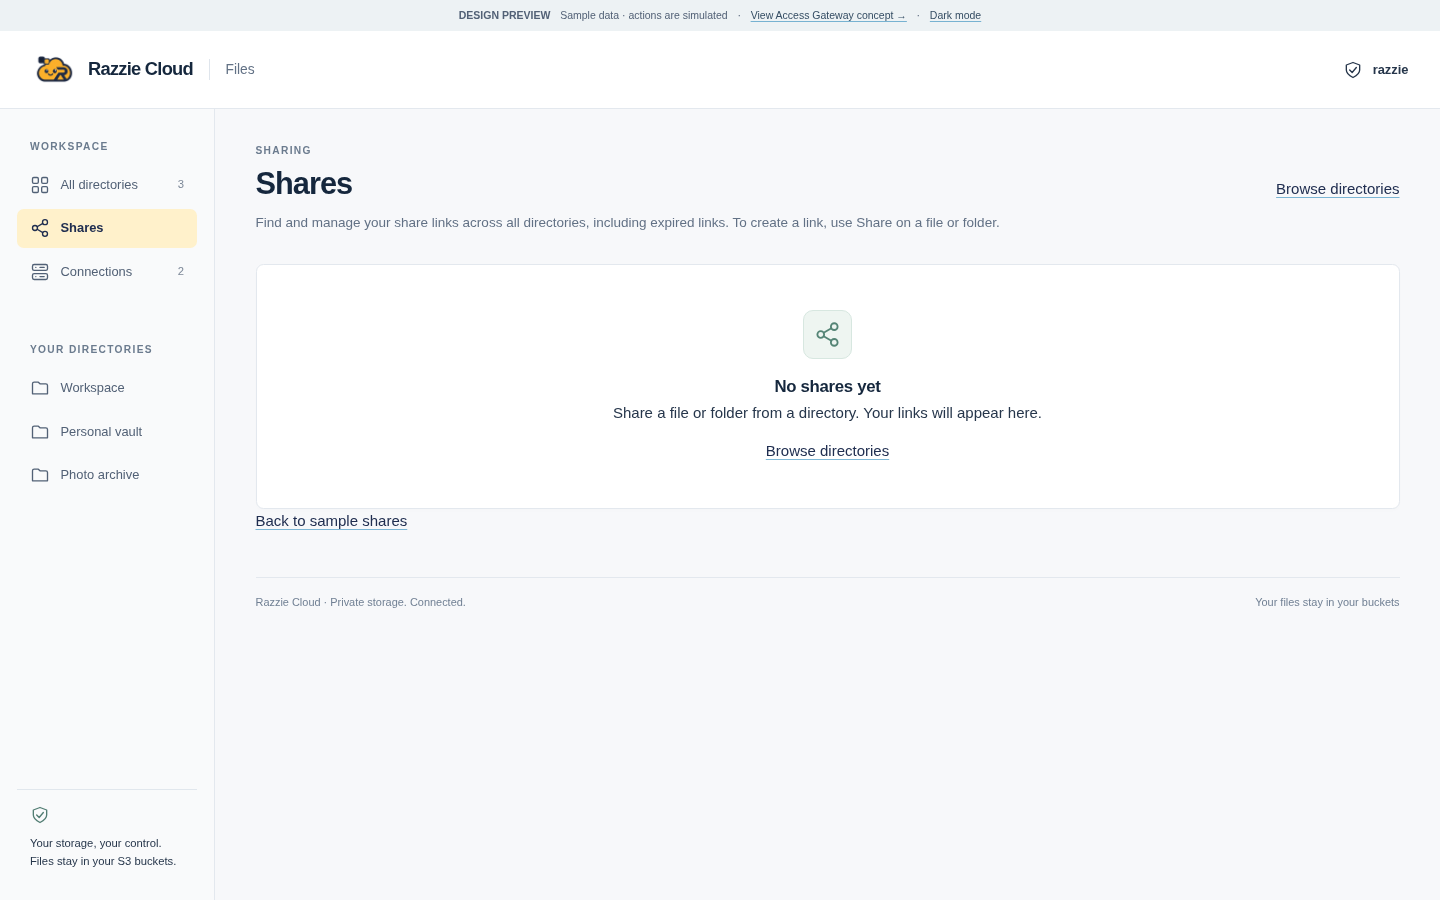 DESIGN PREVIEW Sample data · actions are simulated · View Access Gateway concept → · Dark mode
Razzie Cloud Files
razzie
WORKSPACE
All directories 3
Shares
Connections 2
YOUR DIRECTORIES
Workspace
Personal vault
Photo archive
Your storage, your control.
Files stay in your S3 buckets.
SHARING
Shares
Browse directories
Find and manage your share links across all directories, including expired links. To create a link, use Share on a file or folder.
No shares yet
Share a file or folder from a directory. Your links will appear here.
Browse directories
Back to sample shares
Razzie Cloud · Private storage. Connected.
Your files stay in your buckets